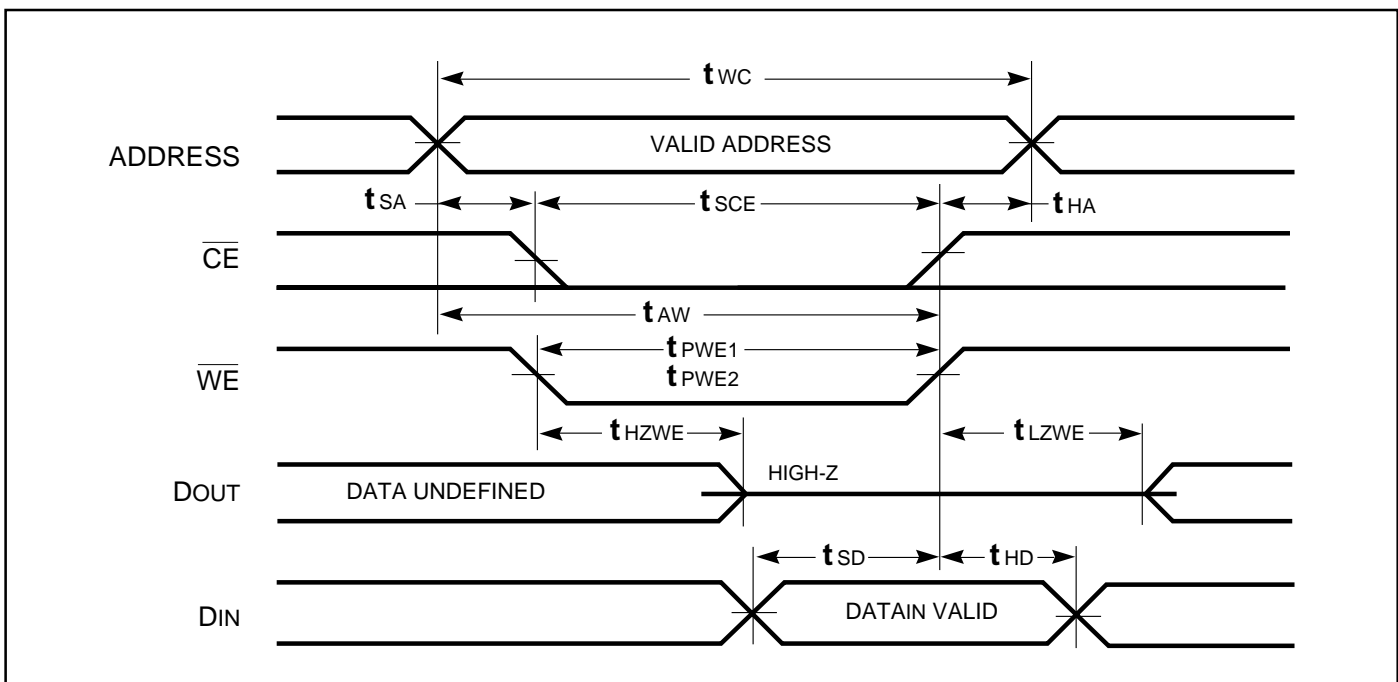 tWC
ADDRESS
VALID ADDRESS
tSA
tSCE
tHA
CE
tAW
WE
tPWE1
tPWE2
tHZWE
tLZWE
DOUT
DATA UNDEFINED
HIGH-Z
tSD
tHD
DIN
DATAIN VALID